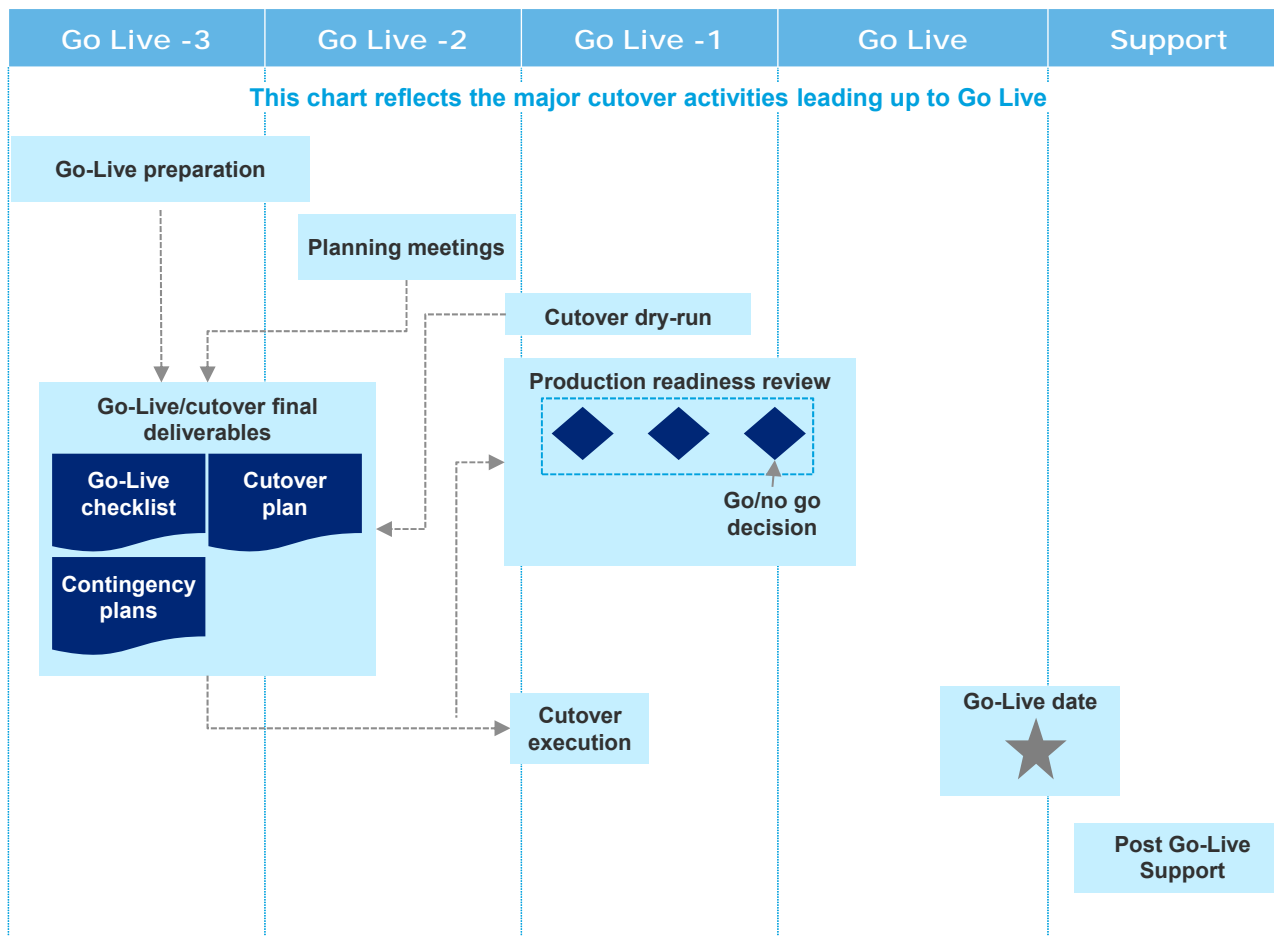 Go Live -3
Go Live -2
Go Live -1
Go Live
Support
This chart reflects the major cutover activities leading up to Go Live
Go-Live preparation
Planning meetings
Cutover dry-run
Production readiness review
Go/no go
decision
Go-Live/cutover final
deliverables
Go-Live
checklist
Cutover
plan
Contingency
plans
Cutover
execution
Go-Live date
Post Go-Live
Support